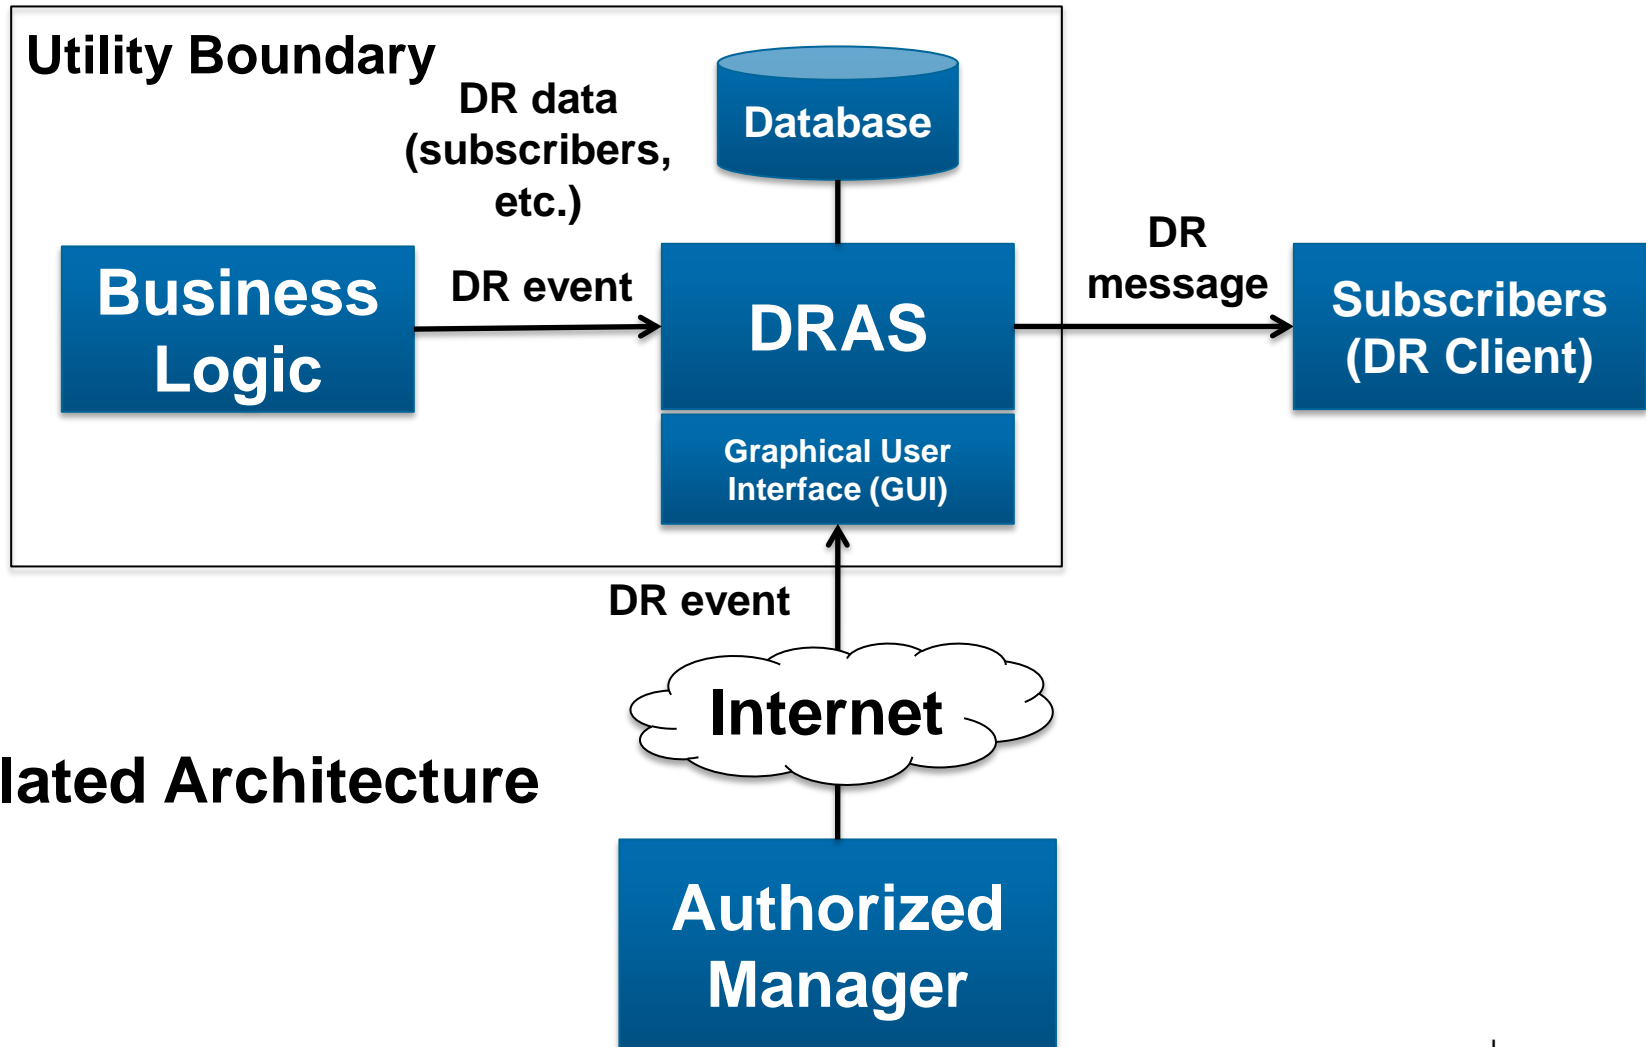 Utility Boundary
DR data
(subscribers,
etc.)
Database
Business
Logic
DR event
DRAS
DR
message
Subscribers
(DR Client)
Graphical User
Interface (GUI)
DR event
Internet
lated Architecture
Authorized
Manager